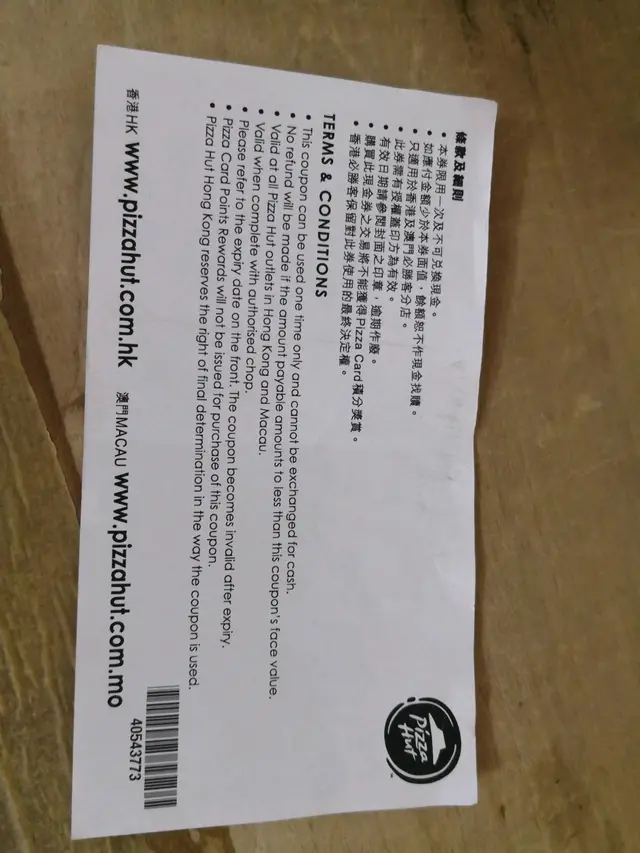 條款及細則
• 本券限用一次及不可兌換現金。
• 如應付金額少於本券面值，餘額恕不作現金找贖。
• 只適用於香港及澳門必勝客分店。
• 此券需有授權蓋印方為有效。
• 有效日期請參閱封面之印章，逾期作廢。
• 購買此現金券之交易將不能獲得Pizza Card積分獎賞。
• 香港必勝客保留對此券使用的最終決定權。
TERMS & CONDITIONS
• This coupon can be used one time only and cannot be exchanged for cash.
• No refund will be made if the amount payable amounts to less than this coupon's face value.
• Valid at all Pizza Hut outlets in Hong Kong and Macau.
• Valid when complete with authorised chop.
• Please refer to the expiry date on the front. The coupon becomes invalid after expiry.
• Pizza Card Points Rewards will not be issued for purchase of this coupon.
• Pizza Hut Hong Kong reserves the right of final determination in the way the coupon is used.
香港HK www.pizzahut.com.hk 澳門MACAU www.pizzahut.com.mo
Pizza
Hut
40543773